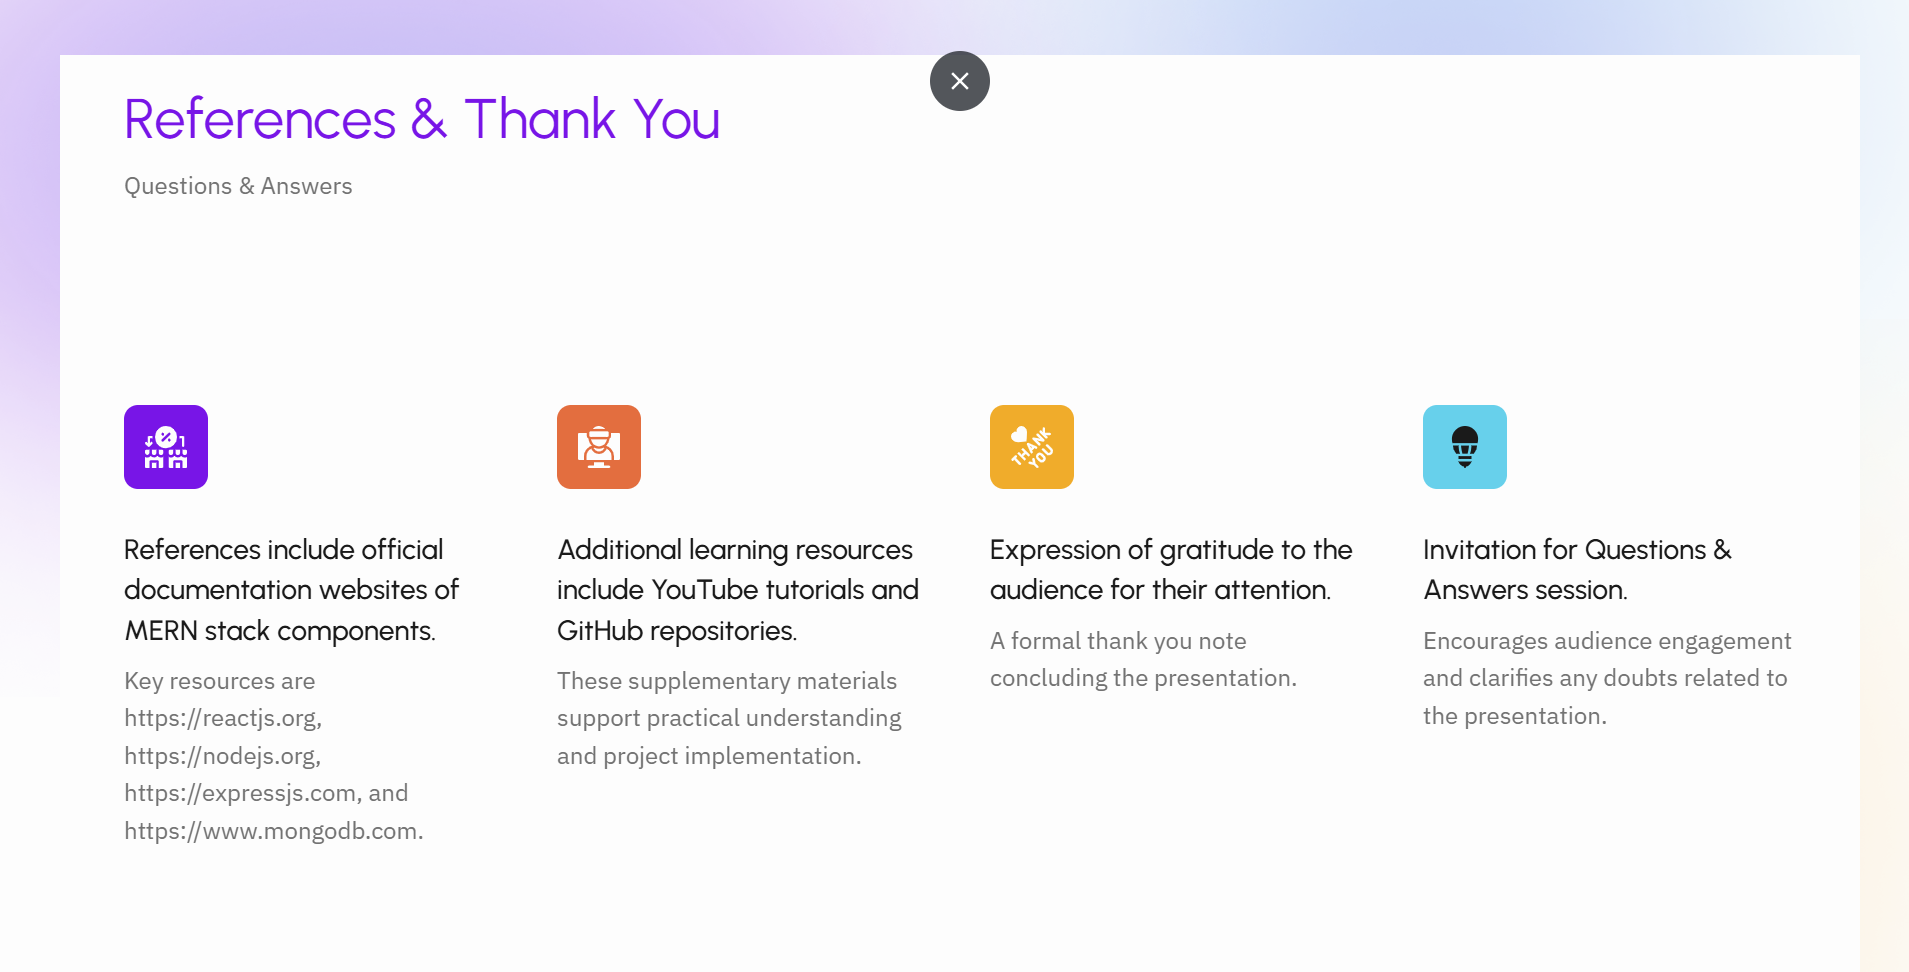 References & Thank You
Questions & Answers
THANK
YOU
References include official
documentation websites of
MERN stack components.
Key resources are
https://reactjs.org,
https://nodejs.org,
https://expressjs.com, and
https://www.mongodb.com.
Additional learning resources
include YouTube tutorials and
GitHub repositories.
These supplementary materials
support practical understanding
and project implementation.
Expression of gratitude to the
audience for their attention.
A formal thank you note
concluding the presentation.
Invitation for Questions &
Answers session.
Encourages audience engagement
and clarifies any doubts related to
the presentation.